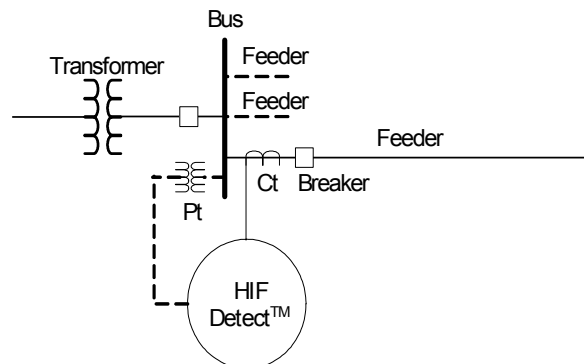 Bus
Feeder
Transformer
Feeder
Feeder
Ct
Breaker
Pt
HIF
Detect™